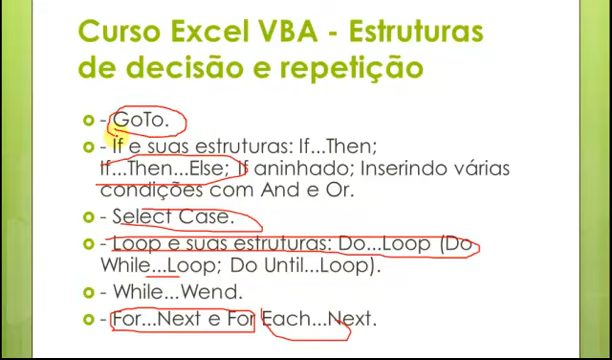 Curso Excel VBA - Estruturas
de decisão e repetição
- GoTo.
- If e suas estruturas: If...Then;
If...Then...Else; If aninhado; Inserindo várias
condições com And e Or.
- Select Case.
- Loop e suas estruturas: Do...Loop (Do
While...Loop; Do Until...Loop).
- While...Wend.
- For...Next e For Each...Next.